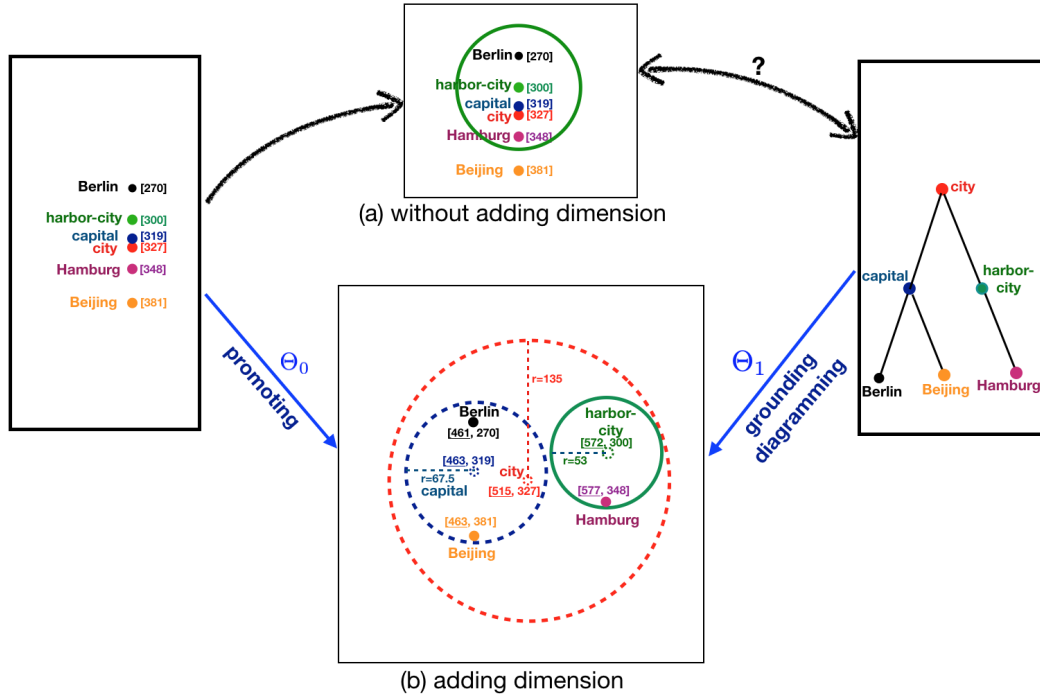 Berlin [270]
harbor-city [300]
capital [319]
city [327]
Hamburg [348]
Beijing [381]
Berlin [270]
harbor-city [300]
capital [319]
city [327]
Hamburg [348]
Beijing [381]
(a) without adding dimension
?
city
capital
harbor-
city
Berlin
Beijing
Hamburg
Θ0
promoting
Θ1
grounding
diagramming
r=135
Berlin
[461, 270]
harbor-
city
[572, 300]
r=53
[463, 319]
r=67.5
capital
city
[515, 327]
[577, 348]
Hamburg
[463, 381]
Beijing
(b) adding dimension